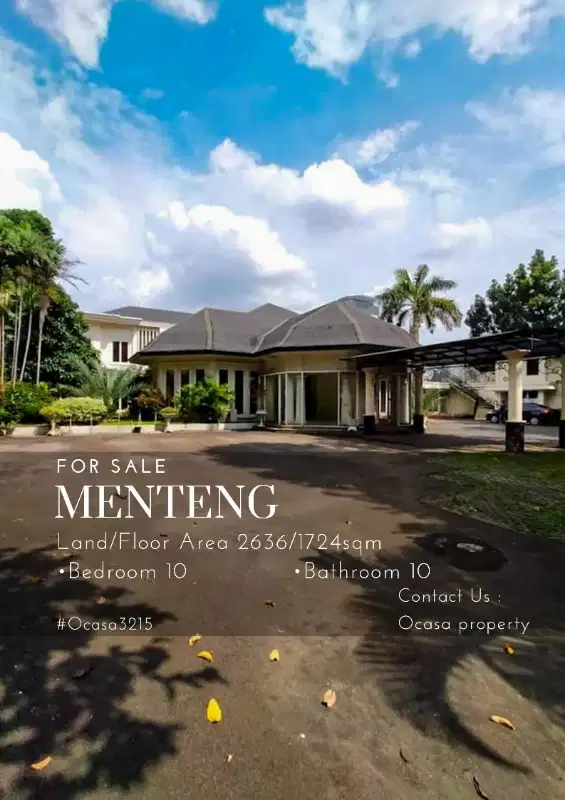 FOR SALE
MENTENG
Land/Floor Area 2636/1724sqm
•Bedroom 10 •Bathroom 10
Contact Us :
#Ocasa3215 Ocasa property